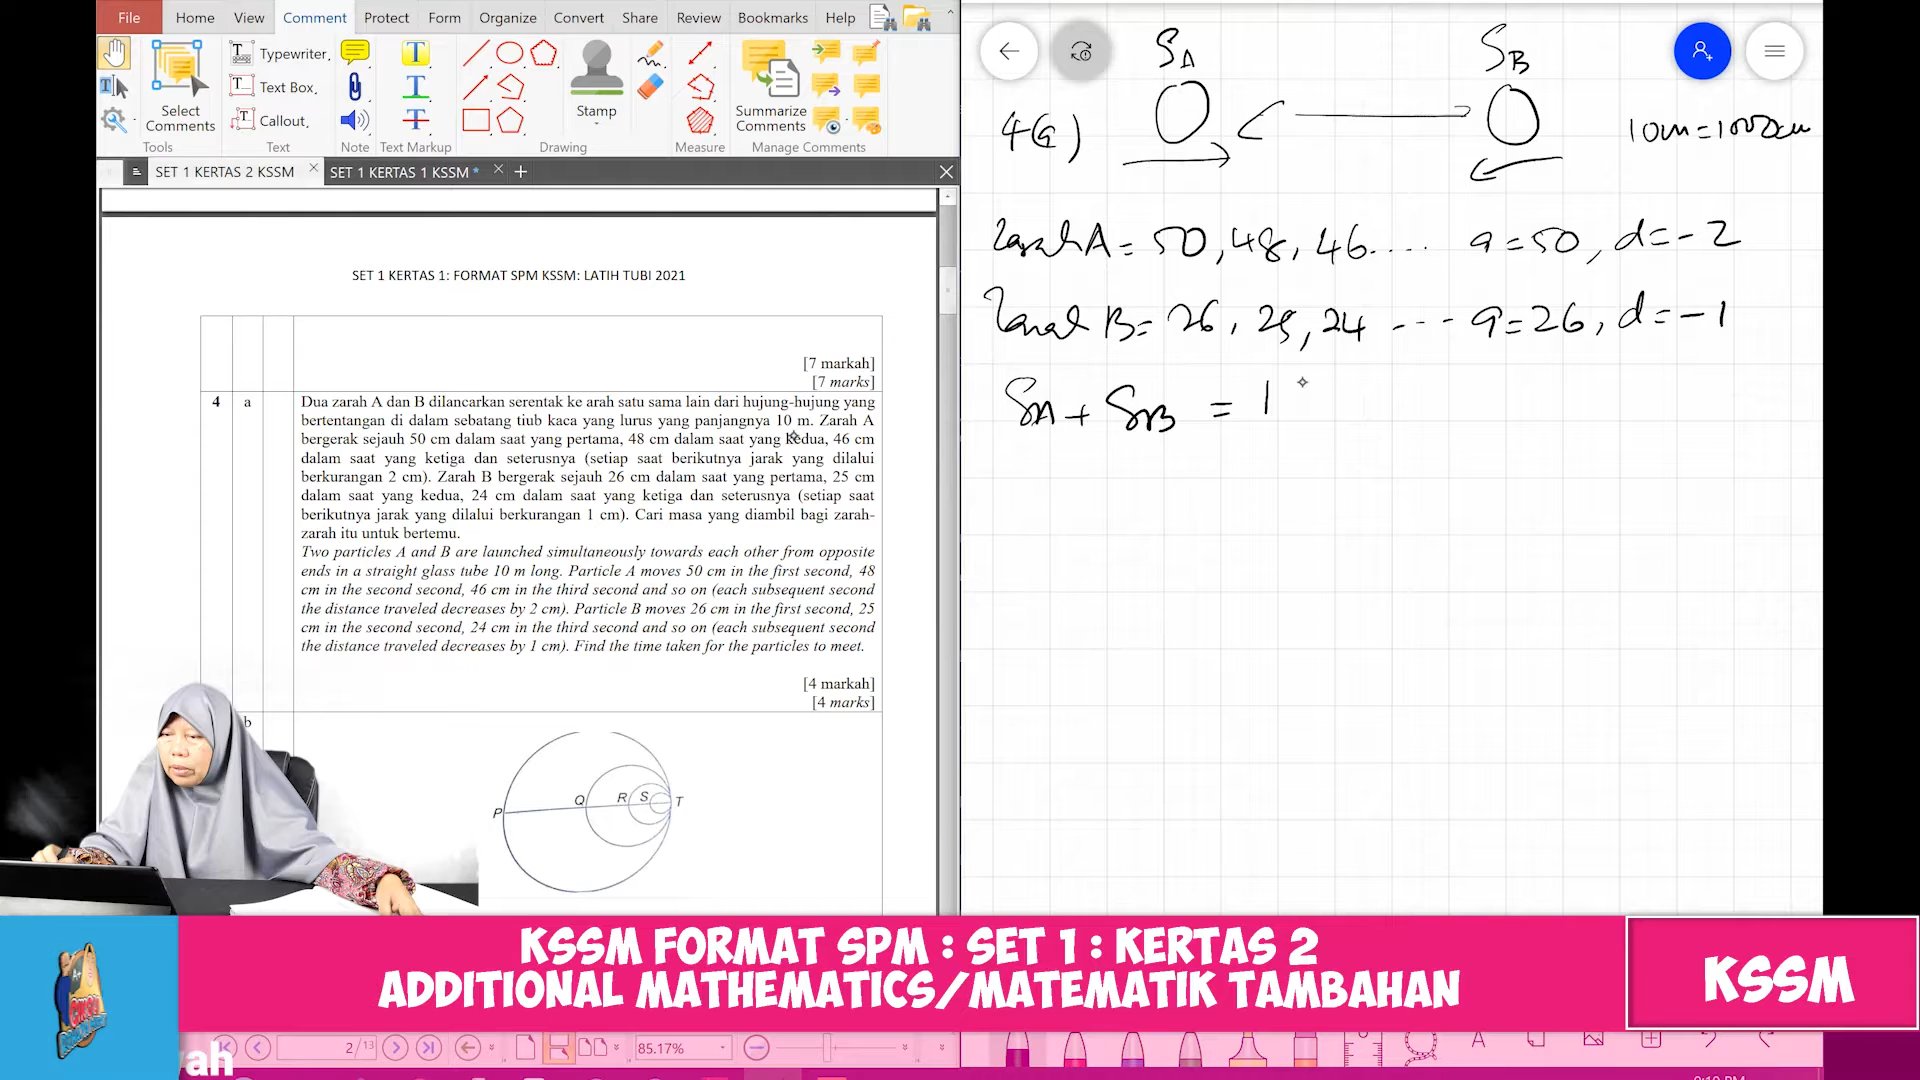 File Home View Comment Protect Form Organize Convert Share Review Bookmarks Help
Typewriter
Text Box
Callout
Select Comments
Stamp
Summarize Comments
Tools Text Note Text Markup Drawing Measure Manage Comments
SET 1 KERTAS 2 KSSM SET 1 KERTAS 1 KSSM *
SET 1 KERTAS 1: FORMAT SPM KSSM: LATIH TUBI 2021
[7 markah]
[7 marks]
4 a Dua zarah A dan B dilancarkan serentak ke arah satu sama lain dari hujung-hujung yang
bertentangan di dalam sebatang tiub kaca yang lurus yang panjangnya 10 m. Zarah A
bergerak sejauh 50 cm dalam saat yang pertama, 48 cm dalam saat yang kedua, 46 cm
dalam saat yang ketiga dan seterusnya (setiap saat berikutnya jarak yang dilalui
berkurangan 2 cm). Zarah B bergerak sejauh 26 cm dalam saat yang pertama, 25 cm
dalam saat yang kedua, 24 cm dalam saat yang ketiga dan seterusnya (setiap saat
berikutnya jarak yang dilalui berkurangan 1 cm). Cari masa yang diambil bagi zarah-
zarah itu untuk bertemu.
Two particles A and B are launched simultaneously towards each other from opposite
ends in a straight glass tube 10 m long. Particle A moves 50 cm in the first second, 48
cm in the second second, 46 cm in the third second and so on (each subsequent second
the distance traveled decreases by 2 cm). Particle B moves 26 cm in the first second, 25
cm in the second second, 24 cm in the third second and so on (each subsequent second
the distance traveled decreases by 1 cm). Find the time taken for the particles to meet.
[4 markah]
[4 marks]
b
P Q R S T
SA SB
4(a)
10m = 1000cm
Zarah A = 50, 48, 46.... a = 50, d = -2
Zarah B = 26, 25, 24 --- a = 26, d = -1
SA + SB = 1
KSSM FORMAT SPM : SET 1 : KERTAS 2
ADDITIONAL MATHEMATICS/MATEMATIK TAMBAHAN
KSSM
2 / 13
85.17%